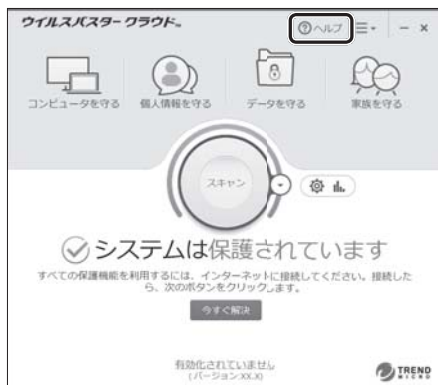 ウイルスバスター クラウド™
ヘルプ
コンピュータを守る 個人情報を守る データを守る 家族を守る
スキャン
システムは保護されています
すべての保護機能を利用するには、インターネットに接続してください。接続した
ら、次のボタンをクリックします。
今すぐ解決
有効化されていません
(バージョン:XX.X)
TREND
MICRO